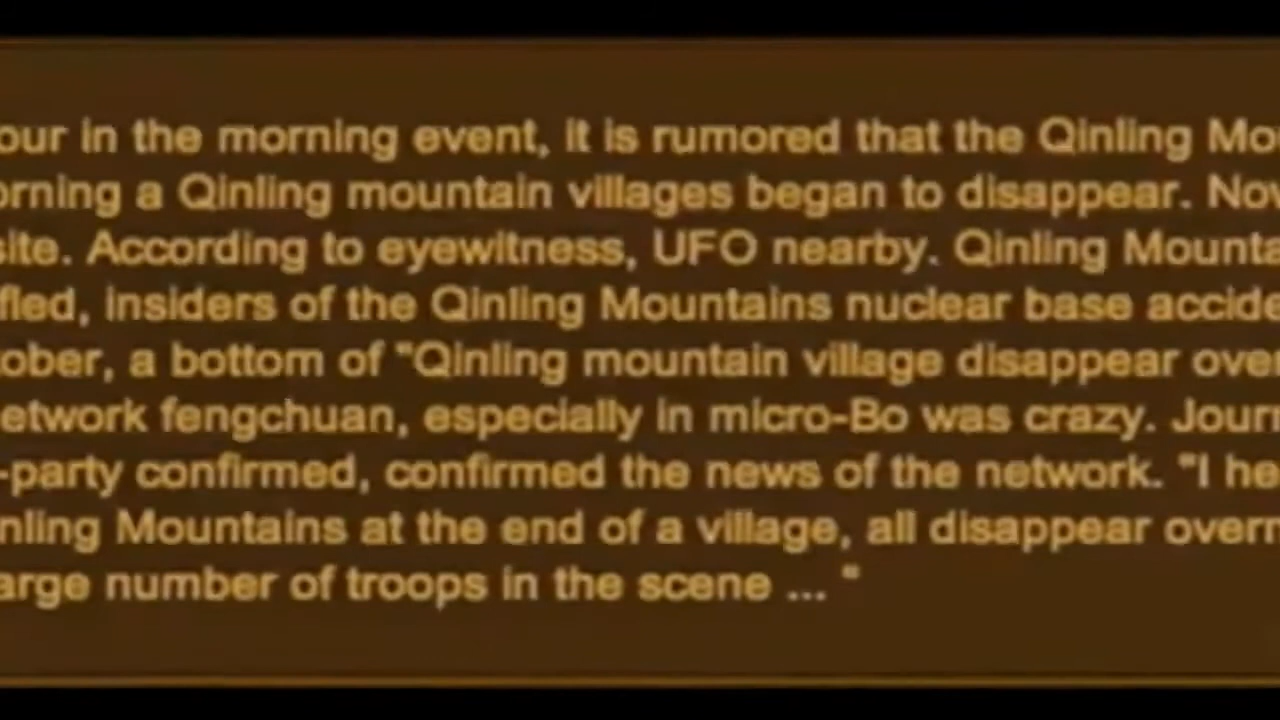 our in the morning event, it is rumored that the Qinling Mo
orning a Qinling mountain villages began to disappear. Nov
site. According to eyewitness, UFO nearby. Qinling Mounta
fied, insiders of the Qinling Mountains nuclear base accide
tober, a bottom of "Qinling mountain village disappear over
etwork fengchuan, especially in micro-Bo was crazy. Journ
-party confirmed, confirmed the news of the network. "I he
nling Mountains at the end of a village, all disappear overn
arge number of troops in the scene ... "